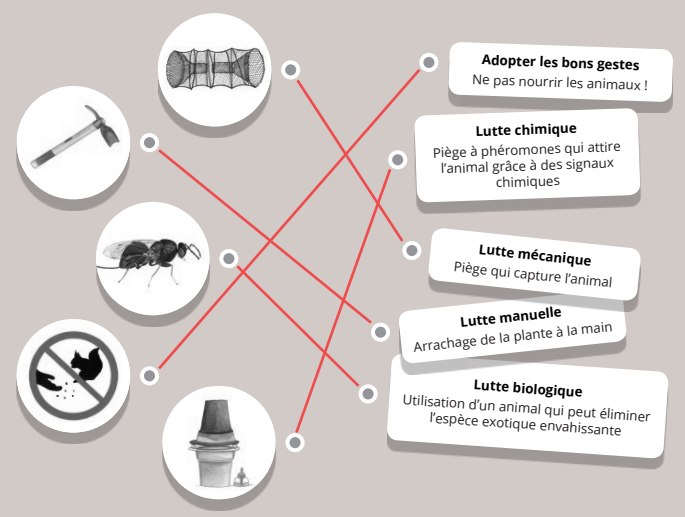 Adopter les bons gestes
Ne pas nourrir les animaux !
Lutte chimique
Piège à phéromones qui attire
l’animal grâce à des signaux
chimiques
Lutte mécanique
Piège qui capture l’animal
Lutte manuelle
Arrachage de la plante à la main
Lutte biologique
Utilisation d’un animal qui peut éliminer
l’espèce exotique envahissante